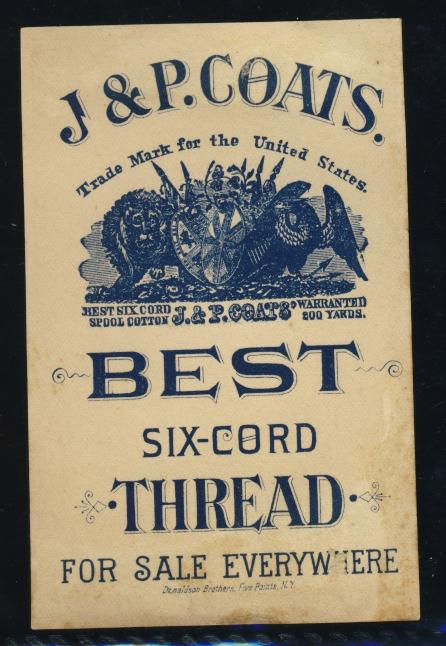 J & P. COATS.
Trade Mark for the United States.
BEST SIX CORD
SPOOL COTTON
J. & P. COATS'
WARRANTED
200 YARDS.
BEST
SIX-CORD
THREAD
FOR SALE EVERYWHERE
Donaldson Brothers, Five Points, N.Y.